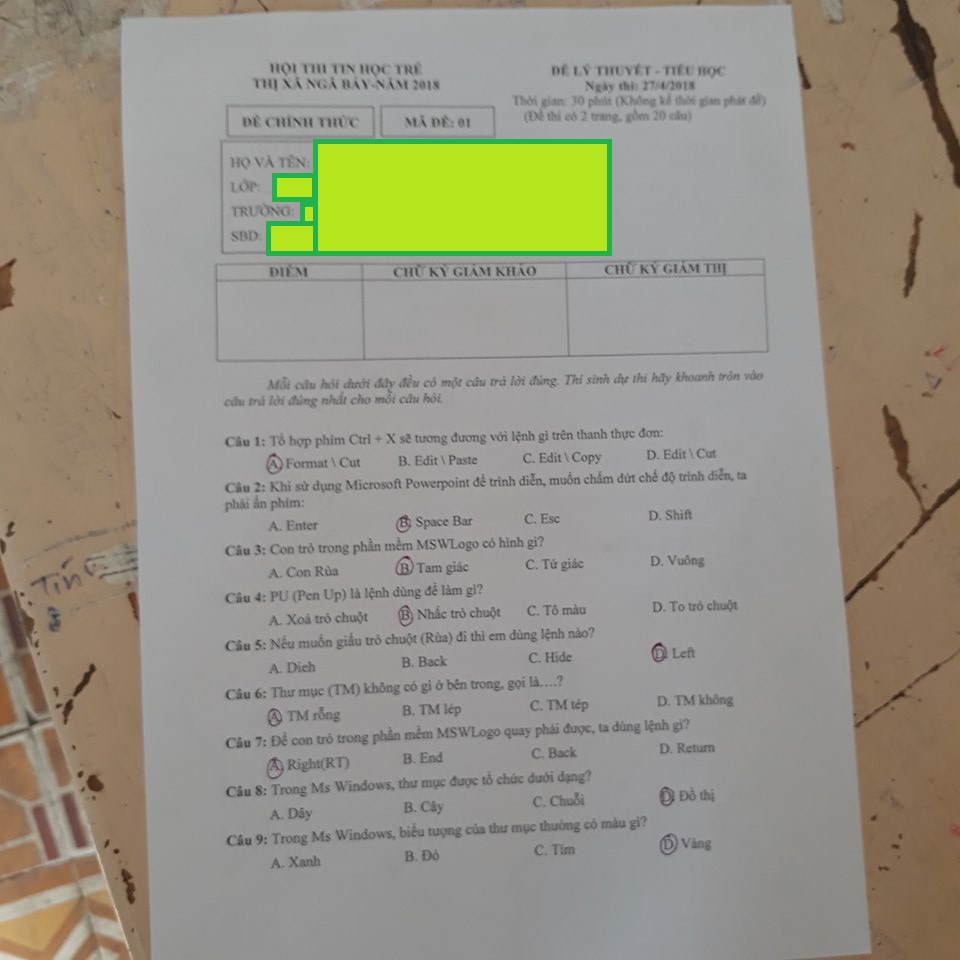 HỘI THI TIN HỌC TRẺ
THỊ XÃ NGÃ BẢY-NĂM 2018
ĐỀ LÝ THUYẾT - TIỂU HỌC
Ngày thi: 27/4/2018
Thời gian: 30 phút (Không kể thời gian phát đề)
(Đề thi có 2 trang, gồm 20 câu)
ĐỀ CHÍNH THỨC
MÃ ĐỀ: 01
HỌ VÀ TÊN:
LỚP:
TRƯỜNG:
SBD:
ĐIỂM CHỮ KÝ GIÁM KHẢO CHỮ KÝ GIÁM THỊ
Mỗi câu hỏi dưới đây đều có một câu trả lời đúng. Thí sinh dự thi hãy khoanh tròn vào
câu trả lời đúng nhất cho mỗi câu hỏi.
Câu 1: Tổ hợp phím Ctrl + X sẽ tương đương với lệnh gì trên thanh thực đơn:
A. Format \ Cut B. Edit \ Paste C. Edit \ Copy D. Edit \ Cut
Câu 2: Khi sử dụng Microsoft Powerpoint để trình diễn, muốn chấm dứt chế độ trình diễn, ta
phải ấn phím:
A. Enter B. Space Bar C. Esc D. Shift
Câu 3: Con trỏ trong phần mềm MSWLogo có hình gì?
A. Con Rùa B. Tam giác C. Tứ giác D. Vuông
Câu 4: PU (Pen Up) là lệnh dùng để làm gì?
A. Xoá trỏ chuột B. Nhấc trỏ chuột C. Tô màu D. To trỏ chuột
Câu 5: Nếu muốn giấu trỏ chuột (Rùa) đi thì em dùng lệnh nào?
A. Dich B. Back C. Hide D. Left
Câu 6: Thư mục (TM) không có gì ở bên trong, gọi là....?
A. TM rỗng B. TM lép C. TM tép D. TM không
Câu 7: Để con trỏ trong phần mềm MSWLogo quay phải được, ta dùng lệnh gì?
A. Right(RT) B. End C. Back D. Return
Câu 8: Trong Ms Windows, thư mục được tổ chức dưới dạng?
A. Dây B. Cây C. Chuỗi D. Đồ thị
Câu 9: Trong Ms Windows, biểu tượng của thư mục thường có màu gì?
A. Xanh B. Đỏ C. Tím D. Vàng
Tin